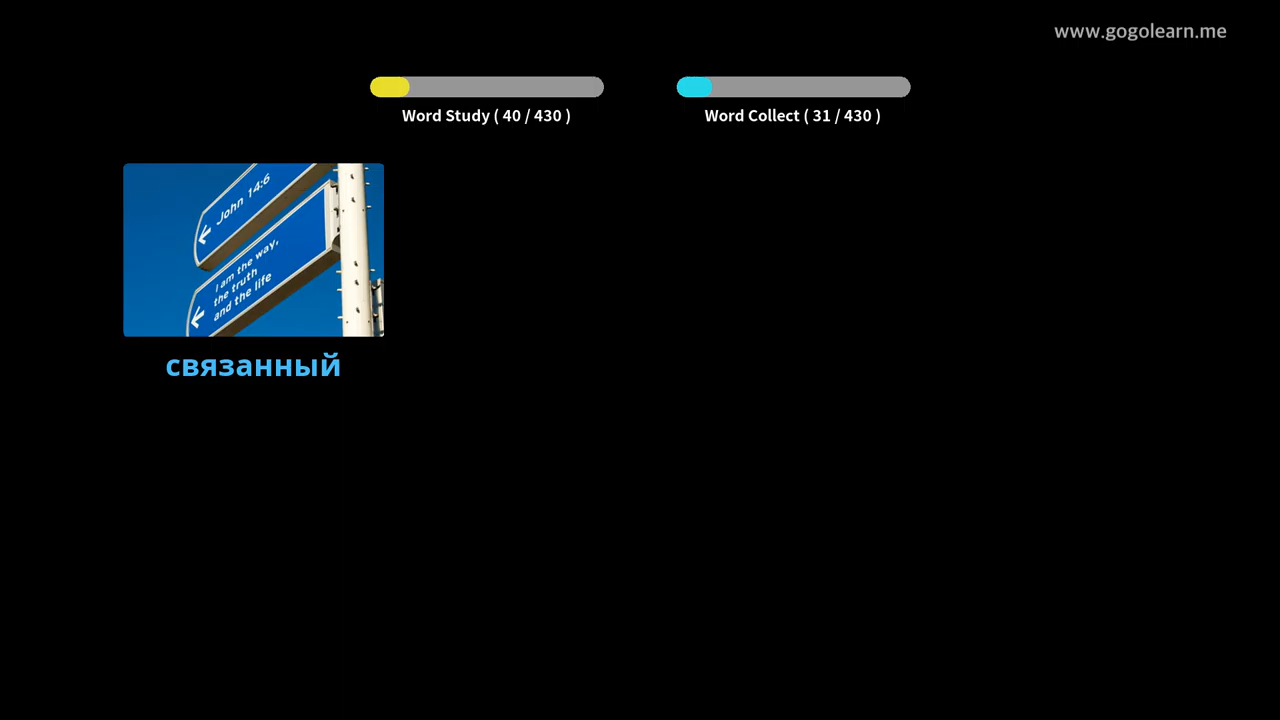 www.gogolearn.me
Word Study ( 40 / 430 )
Word Collect ( 31 / 430 )
John 14:6
I am the way,
the truth
and the life
связанный